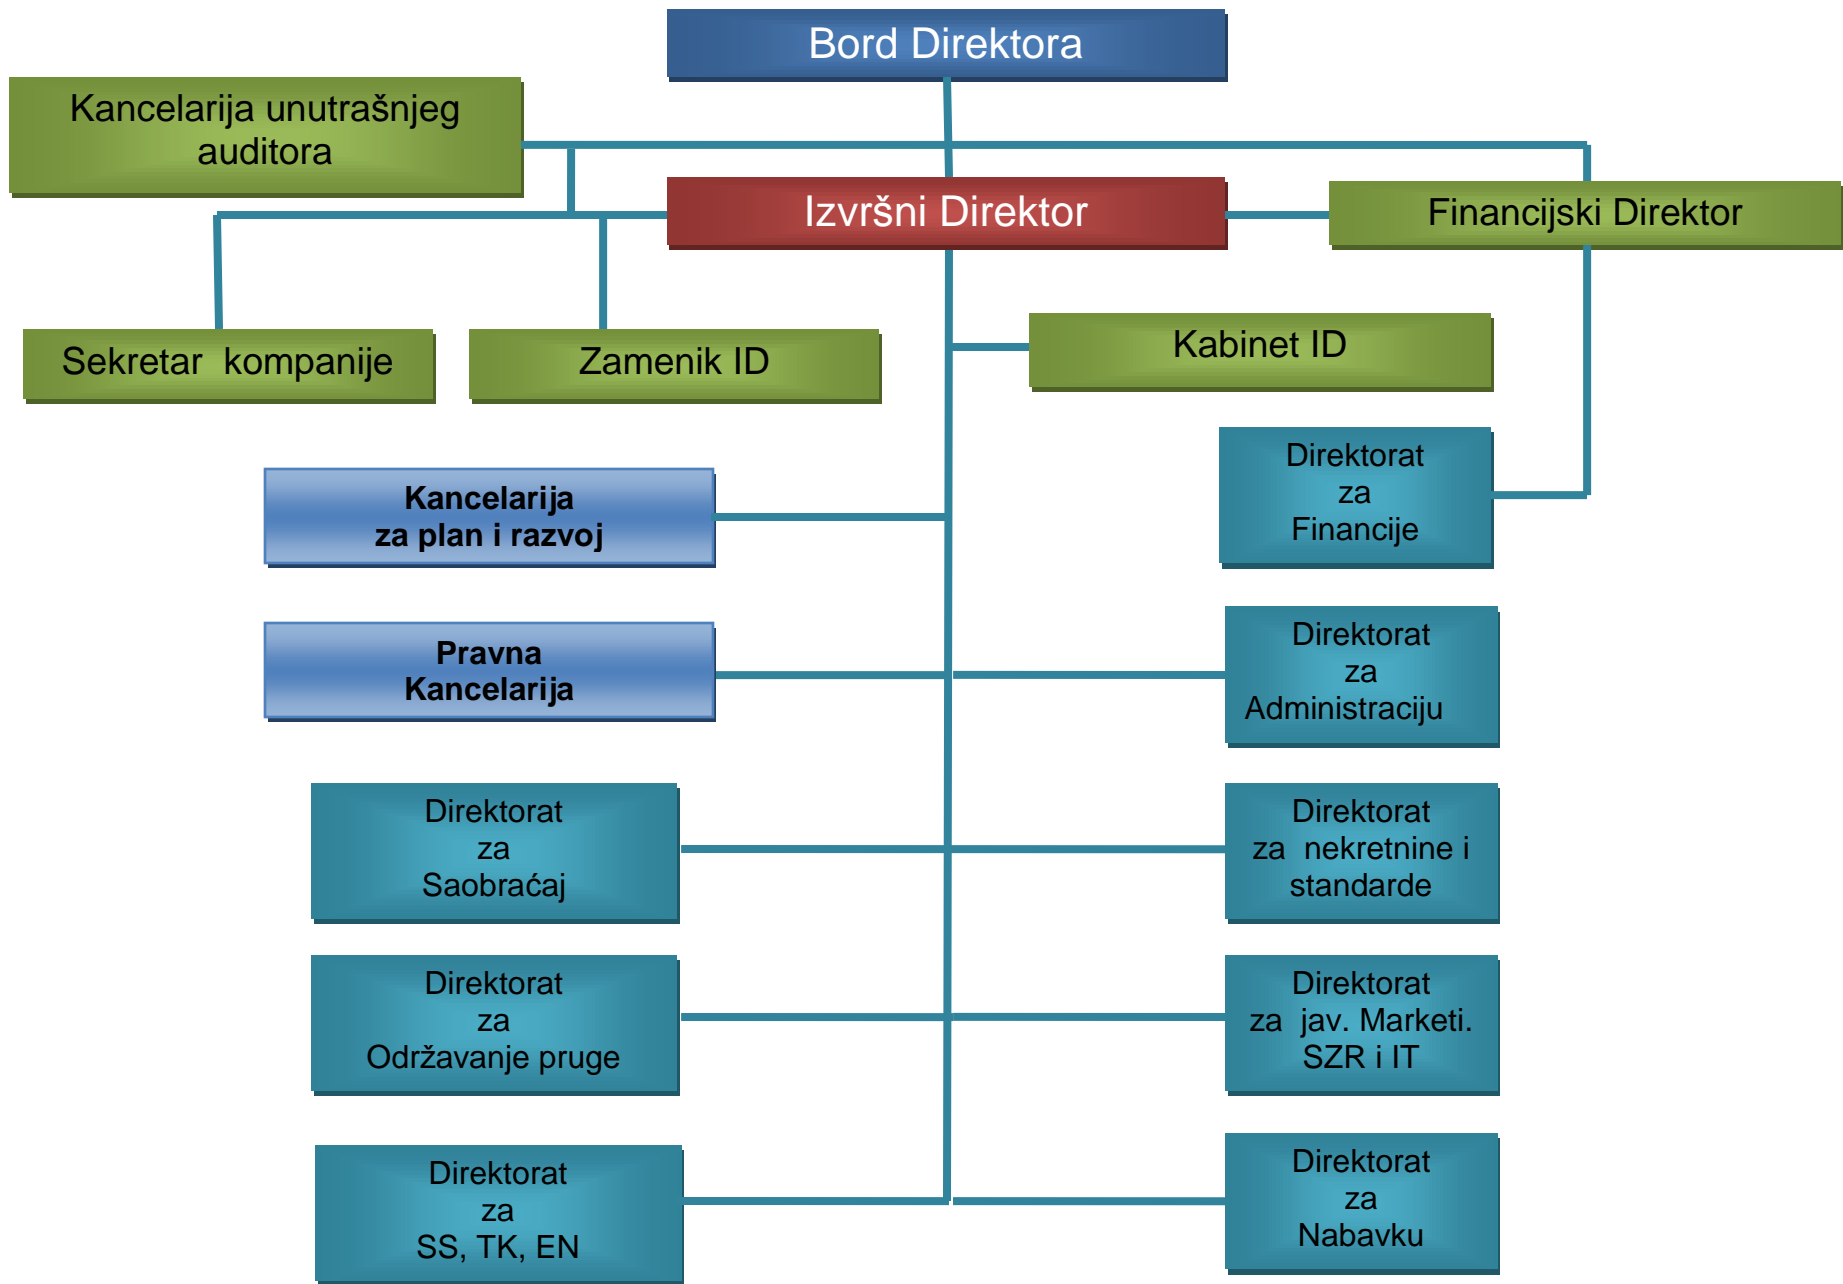 Bord Direktora
Kancelarija unutrašnjeg
auditora
Izvršni Direktor
Financijski Direktor
Sekretar  kompanije
Zamenik ID
Kabinet ID
Direktorat
za
Financije
Kancelarija
za plan i razvoj
Pravna
Kancelarija
Direktorat
za
Administraciju
Direktorat
za
Saobraćaj
Direktorat
za  nekretnine i
standarde
Direktorat
za
Održavanje pruge
Direktorat
za  jav. Marketi.
SZR i IT
Direktorat
za
SS, TK, EN
Direktorat
za
Nabavku